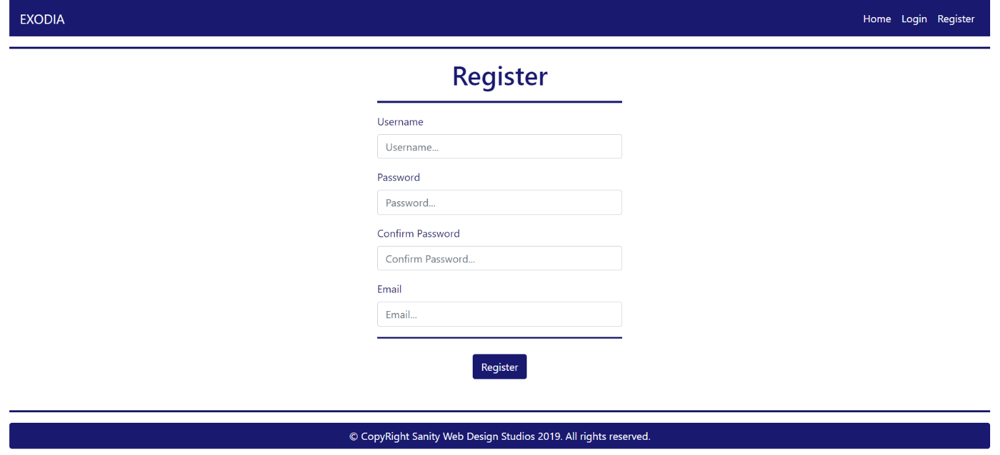 EXODIA
Home Login Register
Register
Username
Username...
Password
Password...
Confirm Password
Confirm Password...
Email
Email...
Register
© CopyRight Sanity Web Design Studios 2019. All rights reserved.